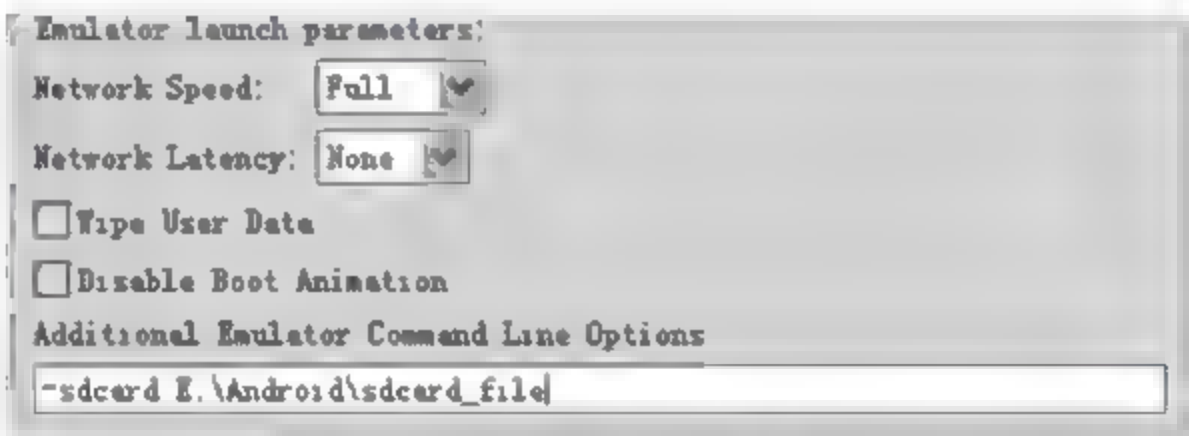 Emulator launch parameters:
Network Speed: Full
Network Latency: None
Wipe User Data
Disable Boot Animation
Additional Emulator Command Line Options
-sdcard E:\Android\sdcard_file